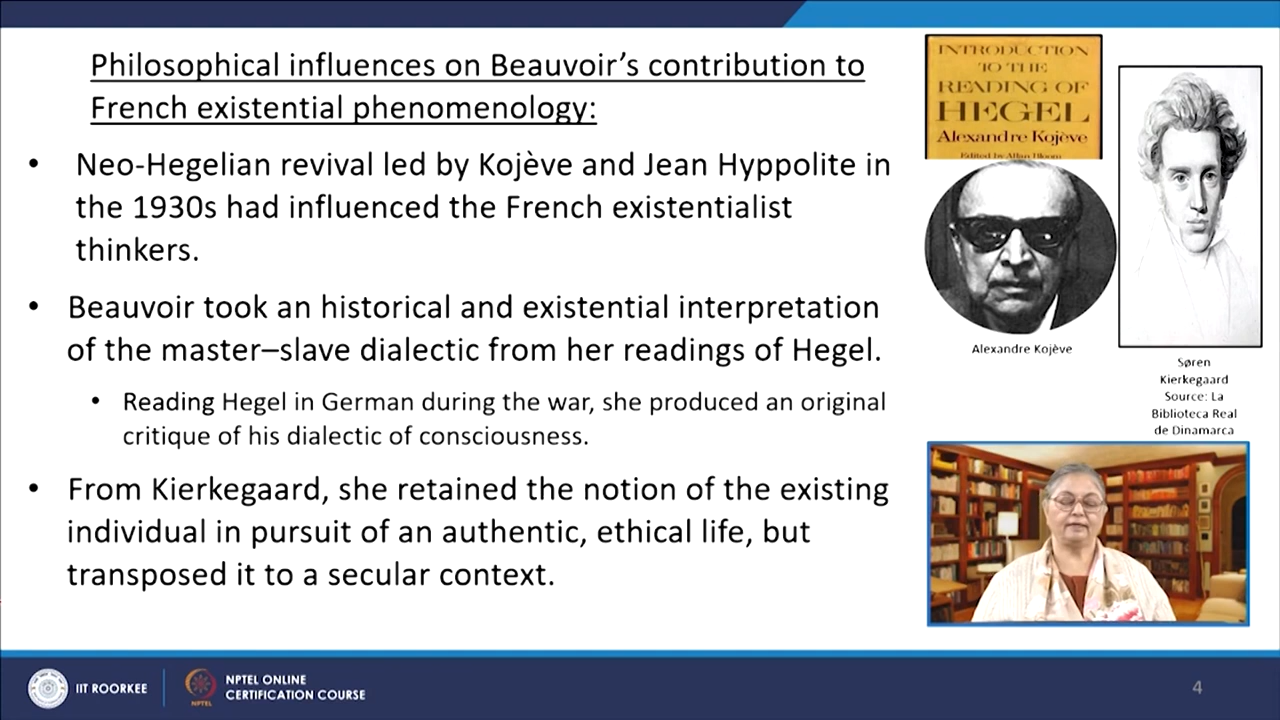 Philosophical influences on Beauvoir's contribution to
French existential phenomenology:
• Neo-Hegelian revival led by Kojève and Jean Hyppolite in
the 1930s had influenced the French existentialist
thinkers.
• Beauvoir took an historical and existential interpretation
of the master–slave dialectic from her readings of Hegel.
• Reading Hegel in German during the war, she produced an original
critique of his dialectic of consciousness.
• From Kierkegaard, she retained the notion of the existing
individual in pursuit of an authentic, ethical life, but
transposed it to a secular context.
INTRODUCTION
TO THE
READING OF
HEGEL
Alexandre Kojève
Edited by Allan Bloom
Alexandre Kojève
Søren
Kierkegaard
Source: La
Biblioteca Real
de Dinamarca
IIT ROORKEE
NPTEL
NPTEL ONLINE
CERTIFICATION COURSE
4